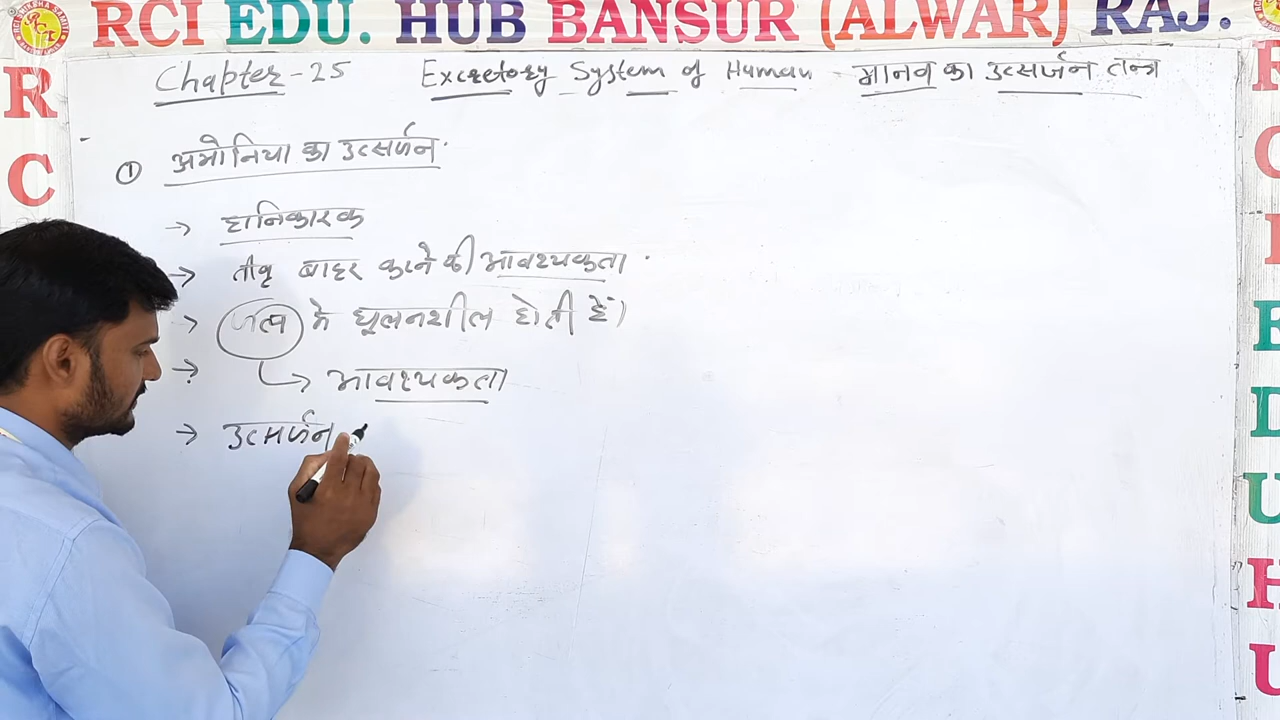 RCI EDU. HUB BANSUR (ALWAR) RAJ.
Chapter-25 Excretory System of Human - मानव का उत्सर्जन तन्त्र
① अमोनिया का उत्सर्जन
→ हानिकारक
→ तीव्र बाहर करने की आवश्यकता
→ जल में घूलनशील होती हैं।
→ ↳ आवश्यकता
→ उत्सर्जन
R
C
E
D
U
H
U